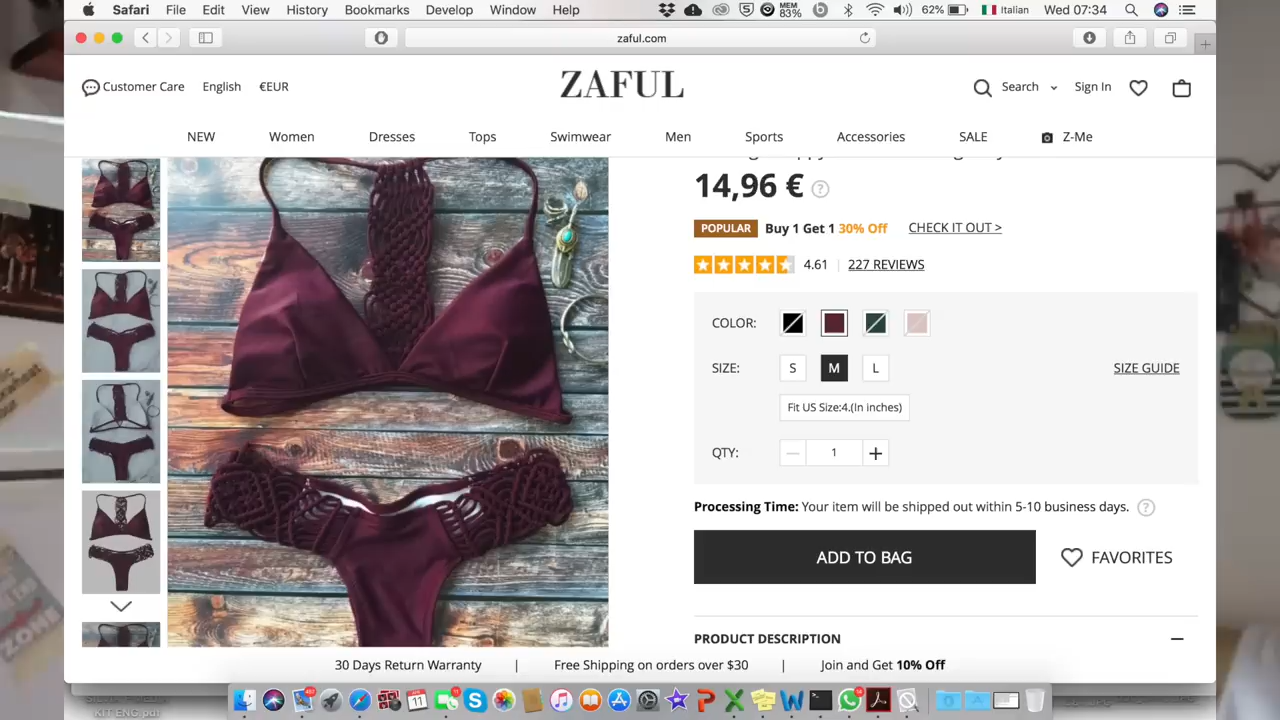 Safari File Edit View History Bookmarks Develop Window Help MEM 83% 62% Italian Wed 07:34
zaful.com
Customer Care English €EUR ZAFUL Search Sign In
NEW Women Dresses Tops Swimwear Men Sports Accessories SALE Z-Me
14,96 € ?
POPULAR Buy 1 Get 1 30% Off CHECK IT OUT >
4.61 227 REVIEWS
COLOR:
SIZE: S M L SIZE GUIDE
Fit US Size:4.(In inches)
QTY: 1
Processing Time: Your item will be shipped out within 5-10 business days. ?
ADD TO BAG FAVORITES
PRODUCT DESCRIPTION
30 Days Return Warranty | Free Shipping on orders over $30 | Join and Get 10% Off
KIT ENG.pdf